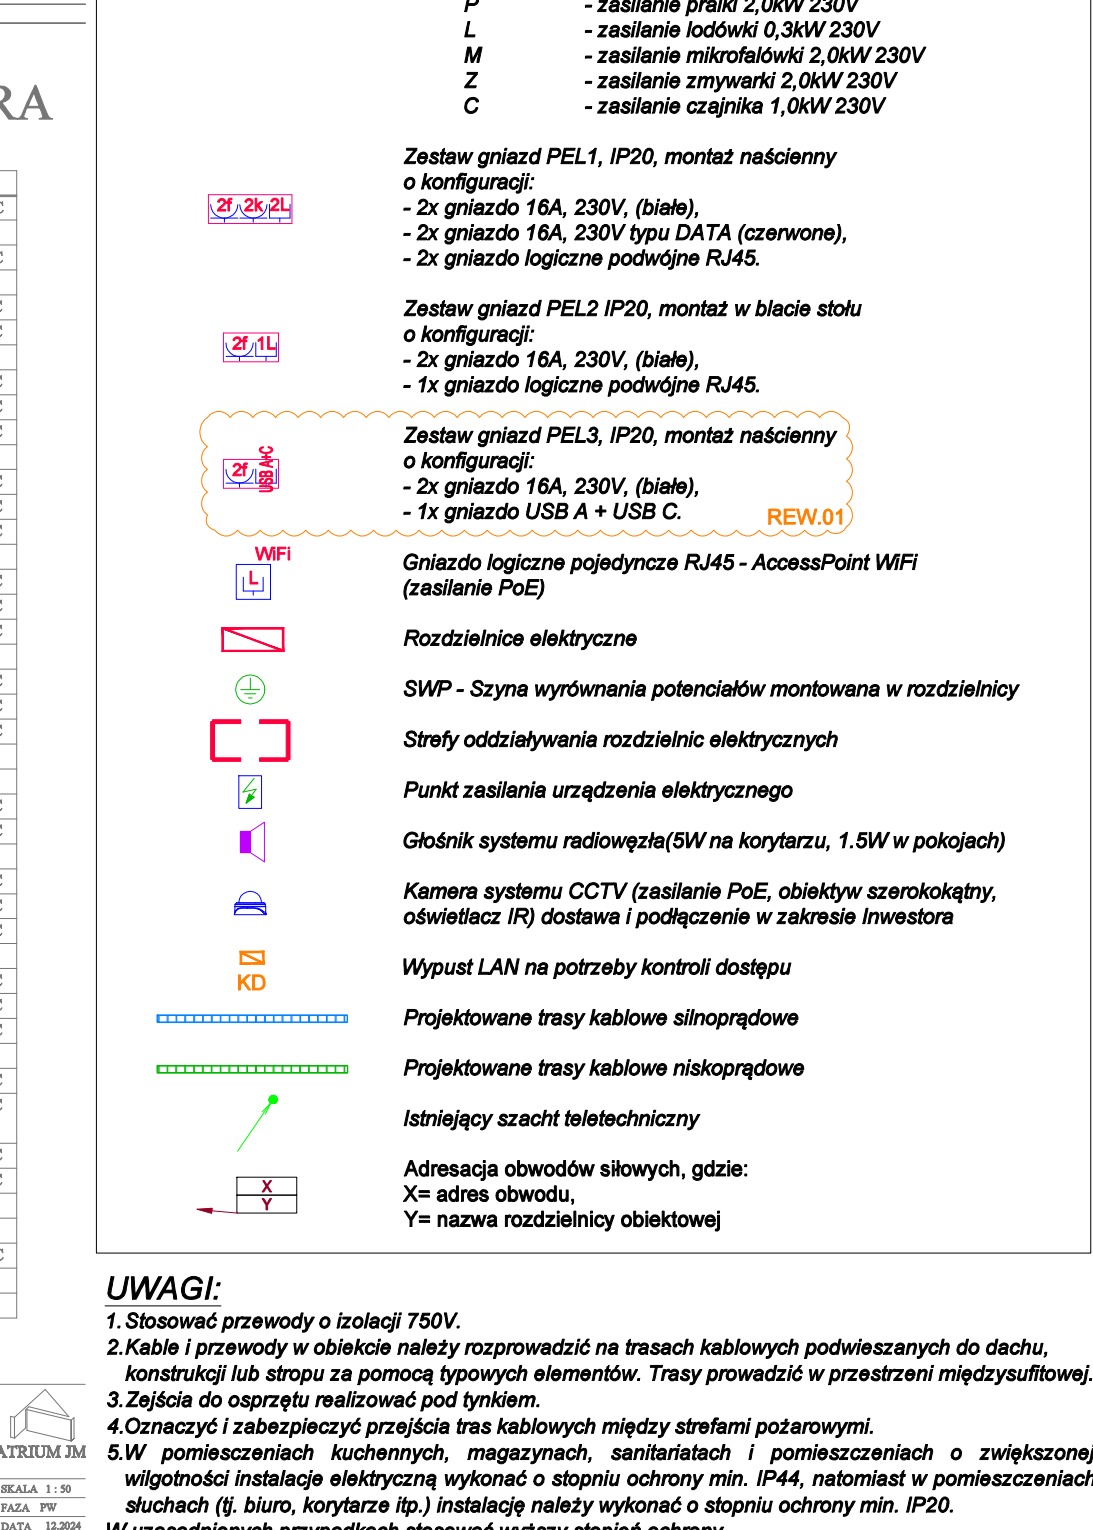 P - zasilanie pralki 2,0kW 230V
L - zasilanie lodówki 0,3kW 230V
M - zasilanie mikrofalówki 2,0kW 230V
Z - zasilanie zmywarki 2,0kW 230V
C - zasilanie czajnika 1,0kW 230V
RA
Zestaw gniazd PEL1, IP20, montaż naścienny
o konfiguracji:
2f 2k 2L
- 2x gniazdo 16A, 230V, (białe),
- 2x gniazdo 16A, 230V typu DATA (czerwone),
- 2x gniazdo logiczne podwójne RJ45.
Zestaw gniazd PEL2 IP20, montaż w blacie stołu
o konfiguracji:
2f 1L
- 2x gniazdo 16A, 230V, (białe),
- 1x gniazdo logiczne podwójne RJ45.
Zestaw gniazd PEL3, IP20, montaż naścienny
o konfiguracji:
2f USB A+C
- 2x gniazdo 16A, 230V, (białe),
- 1x gniazdo USB A + USB C.
REW.01
WiFi
L
Gniazdo logiczne pojedyncze RJ45 - AccessPoint WiFi
(zasilanie PoE)
Rozdzielnice elektryczne
SWP - Szyna wyrównania potenciałów montowana w rozdzielnicy
Strefy oddziaływania rozdzielnic elektrycznych
Punkt zasilania urządzenia elektrycznego
Głośnik systemu radiowęzła(5W na korytarzu, 1.5W w pokojach)
Kamera systemu CCTV (zasilanie PoE, obiektyw szerokokątny,
oświetlacz IR) dostawa i podłączenie w zakresie Inwestora
KD
Wypust LAN na potrzeby kontroli dostępu
Projektowane trasy kablowe silnoprądowe
Projektowane trasy kablowe niskoprądowe
Istniejący szacht teletechniczny
X
Y
Adresacja obwodów siłowych, gdzie:
X= adres obwodu,
Y= nazwa rozdzielnicy obiektowej
UWAGI:
1. Stosować przewody o izolacji 750V.
2. Kable i przewody w obiekcie należy rozprowadzić na trasach kablowych podwieszanych do dachu,
konstrukcji lub stropu za pomocą typowych elementów. Trasy prowadzić w przestrzeni międzysufitowej.
3. Zejścia do osprzętu realizować pod tynkiem.
4. Oznaczyć i zabezpieczyć przejścia tras kablowych między strefami pożarowymi.
5. W pomiesczeniach kuchennych, magazynach, sanitariatach i pomieszczeniach o zwiększonej
wilgotności instalacje elektryczną wykonać o stopniu ochrony min. IP44, natomiast w pomieszczeniach
słuchach (tj. biuro, korytarze itp.) instalację należy wykonać o stopniu ochrony min. IP20.
W uzasadnionych przypadkach stosować wyższy stopień ochrony.
ATRIUM JM
SKALA 1 : 50
FAZA PW
DATA 12.2024